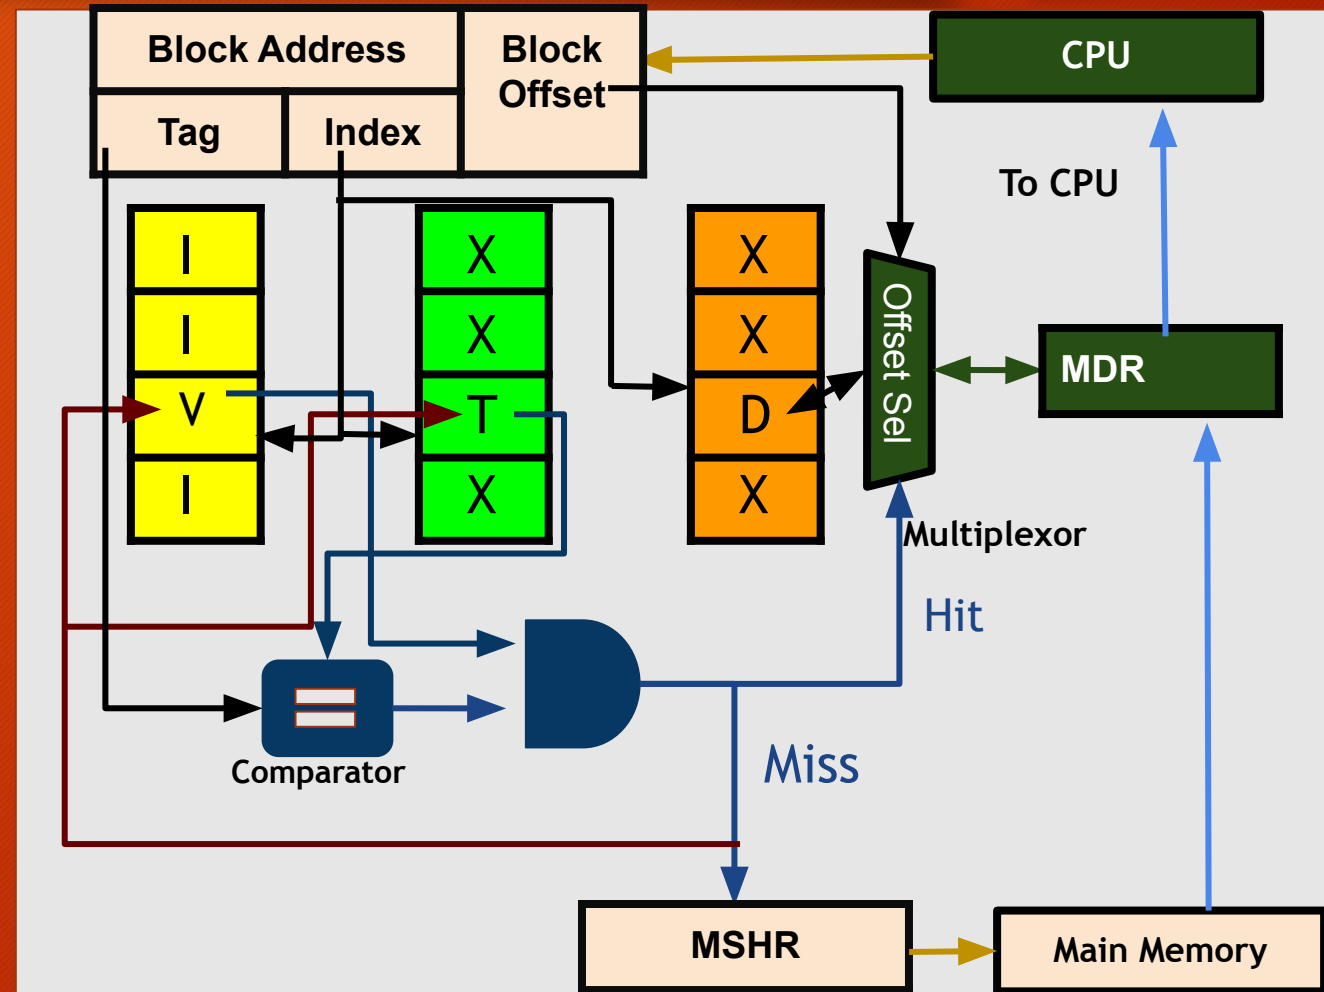 Block Address
Block
Offset
CPU
Tag
Index
To CPU
I
X
X
I
X
X
V
T
D
I
X
X
Offset Sel
MDR
Multiplexor
Hit
Miss
Comparator
MSHR
Main Memory